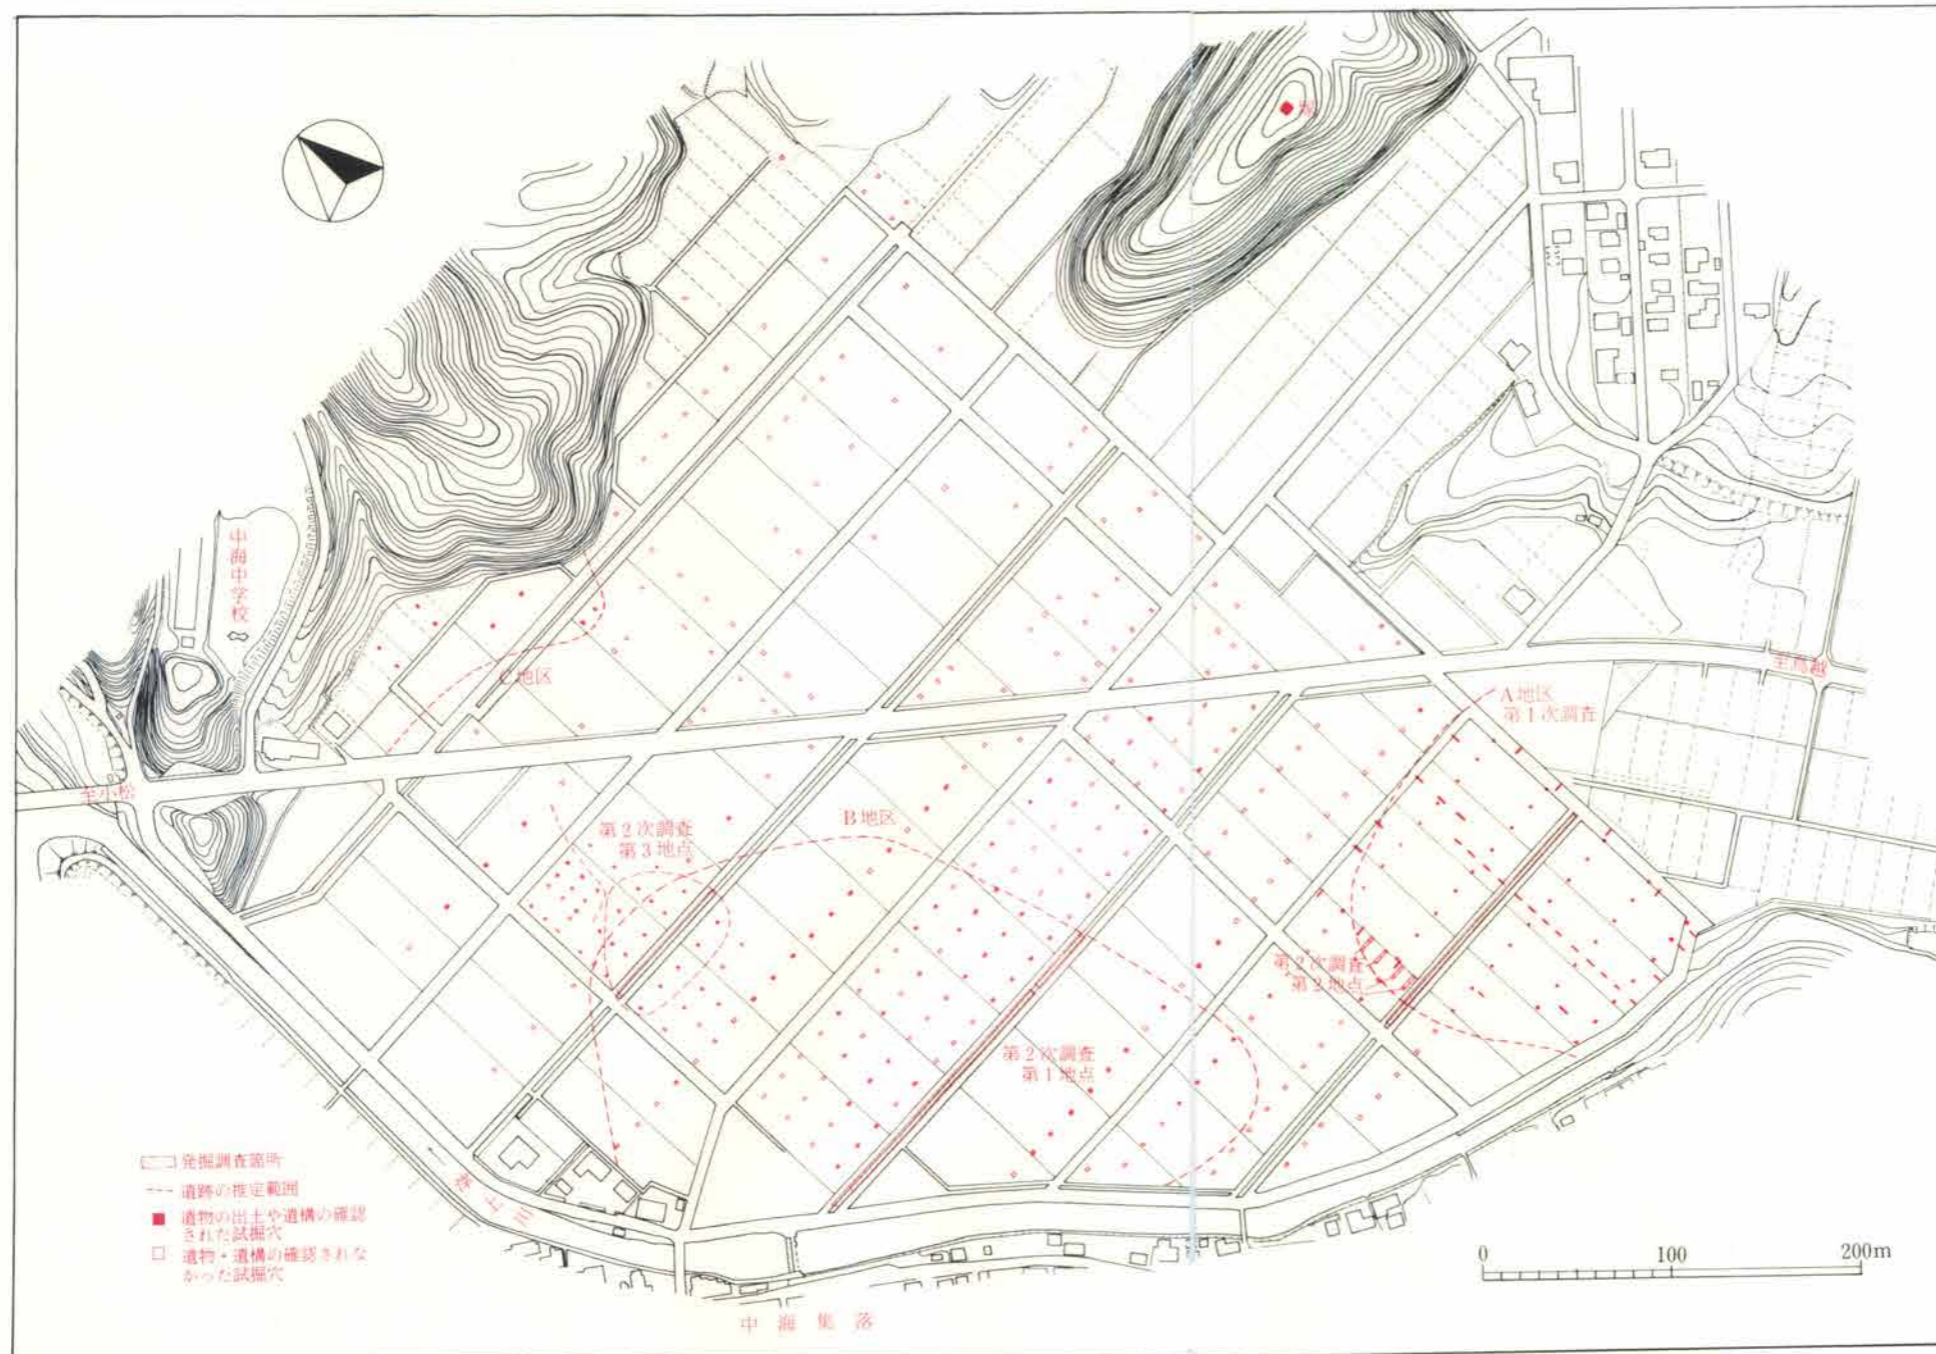 塚
中海中学校
C地区
至鳥越
A地区
第1次調査
至小松
第2次調査
第3地点
B地区
第2次調査
第2地点
第2次調査
第1地点
発掘調査箇所
遺跡の推定範囲
遺物の出土や遺構の確認
された試掘穴
遺物・遺構の確認されな
かった試掘穴
0 100 200m
中海集落